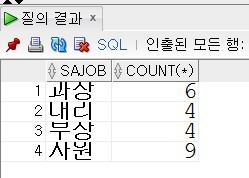 질의 결과 ×
SQL | 인출된 모든 행:
SAJOB COUNT(*)
1 과장 6
2 대리 4
3 부장 4
4 사원 9